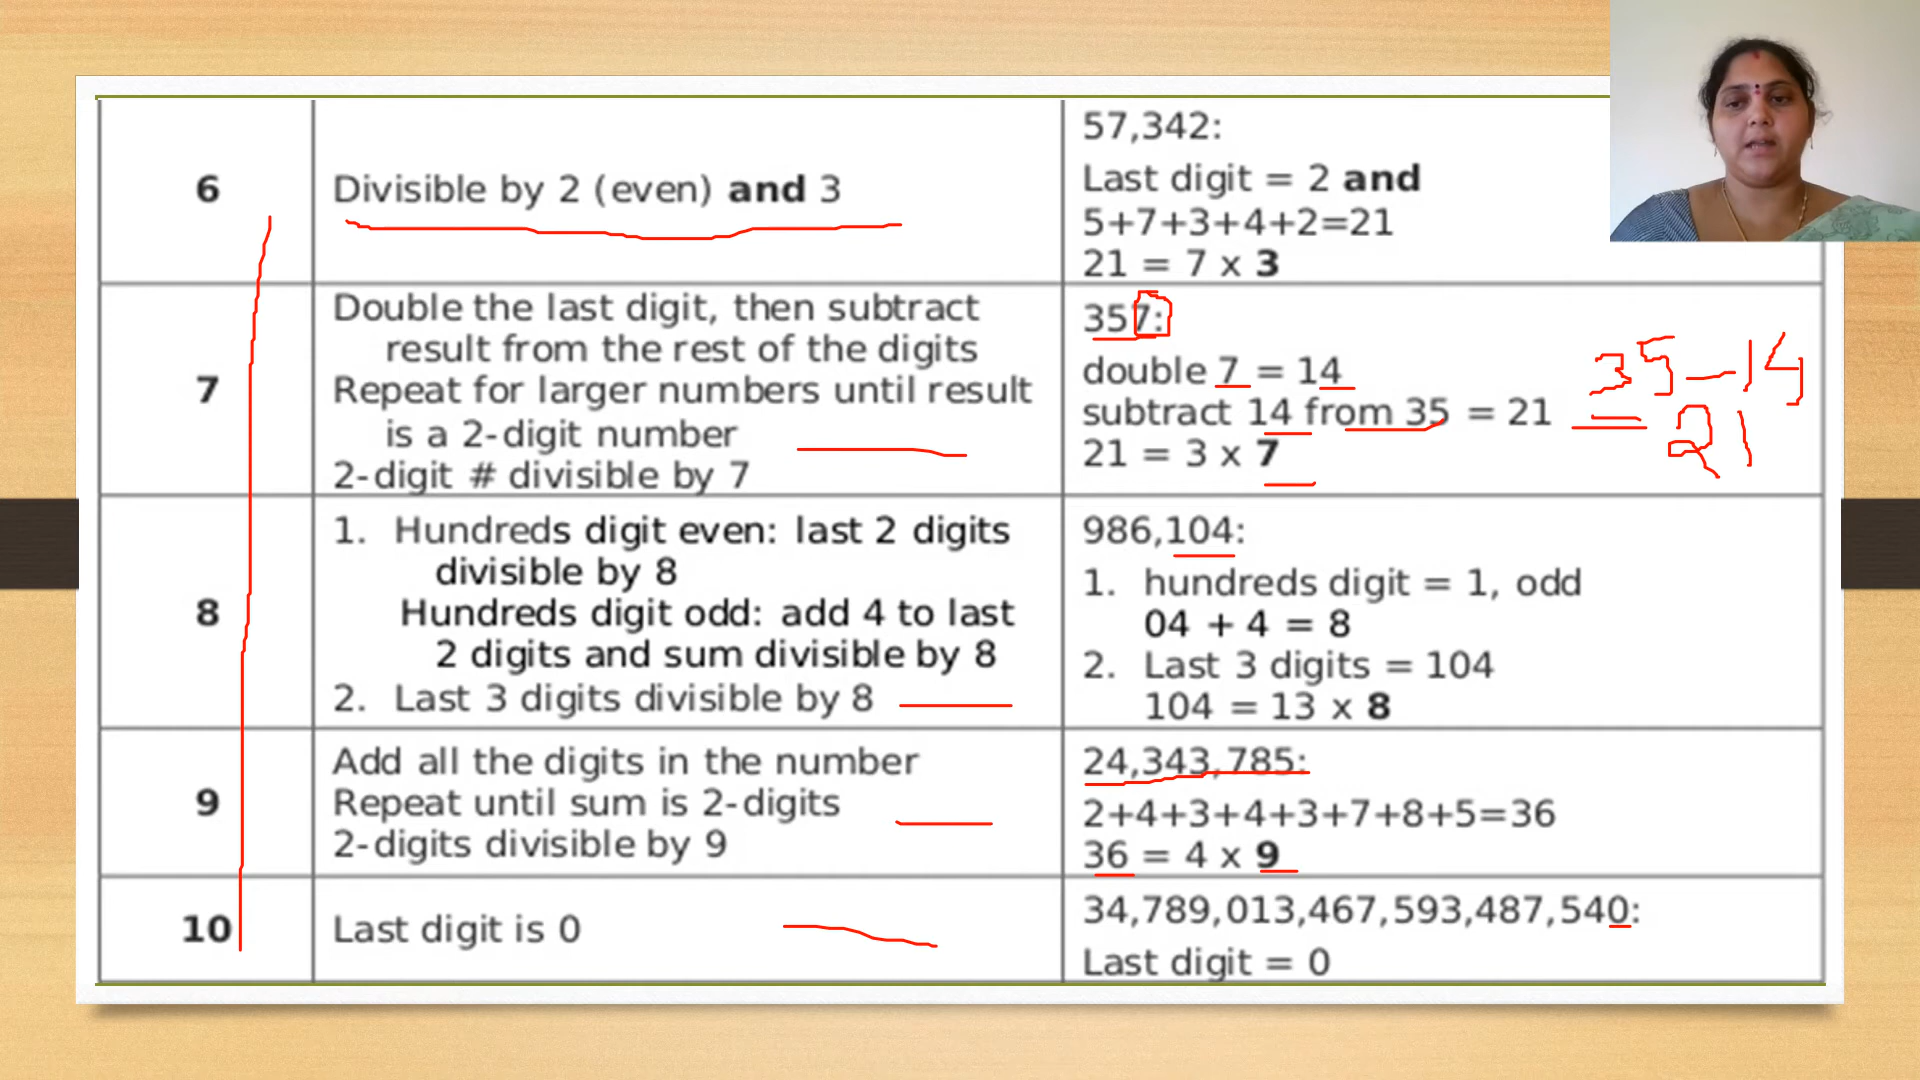 6
Divisible by 2 (even) and 3
57,342:
Last digit = 2 and
5+7+3+4+2=21
21 = 7 x 3
7
Double the last digit, then subtract
result from the rest of the digits
Repeat for larger numbers until result
is a 2-digit number
2-digit # divisible by 7
357:
double 7 = 14
subtract 14 from 35 = 21
21 = 3 x 7
35-14
21
8
1. Hundreds digit even: last 2 digits
divisible by 8
Hundreds digit odd: add 4 to last
2 digits and sum divisible by 8
2. Last 3 digits divisible by 8
986,104:
1. hundreds digit = 1, odd
04 + 4 = 8
2. Last 3 digits = 104
104 = 13 x 8
9
Add all the digits in the number
Repeat until sum is 2-digits
2-digits divisible by 9
24,343,785:
2+4+3+4+3+7+8+5=36
36 = 4 x 9
10
Last digit is 0
34,789,013,467,593,487,540:
Last digit = 0